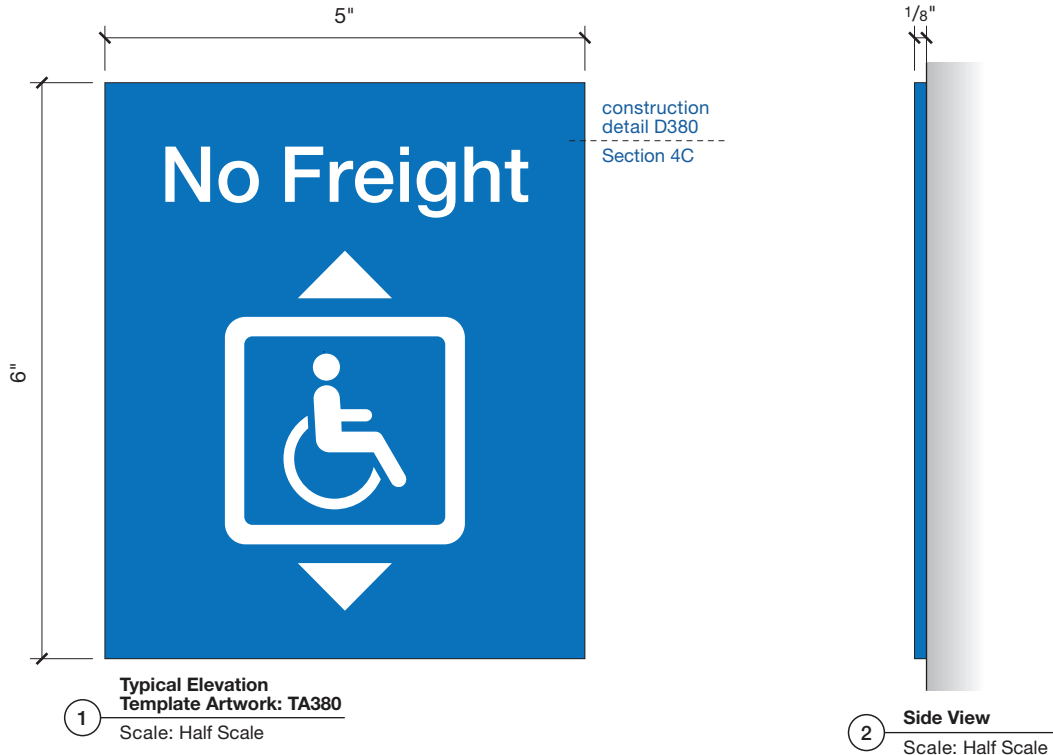 5"
1/8"
construction
detail D380
Section 4C
No Freight
6"
Typical Elevation
Template Artwork: TA380
1
Scale: Half Scale
Side View
2
Scale: Half Scale